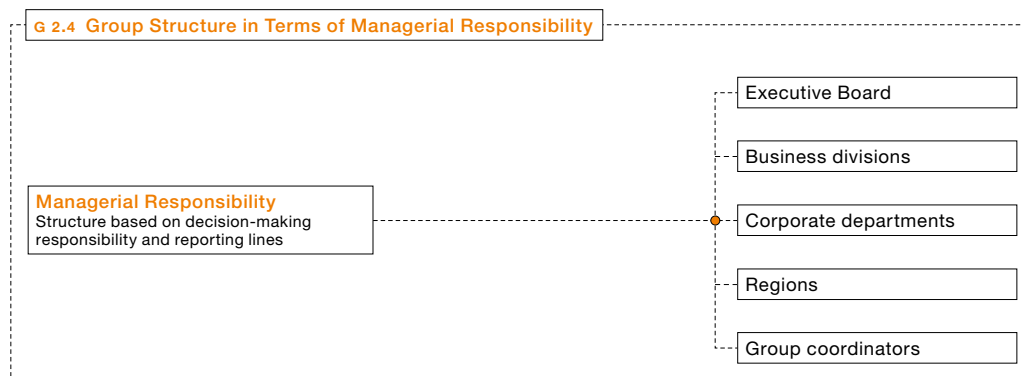 G 2.4 Group Structure in Terms of Managerial Responsibility
Executive Board
Business divisions
Managerial Responsibility
Structure based on decision-making
responsibility and reporting lines
Corporate departments
Regions
Group coordinators